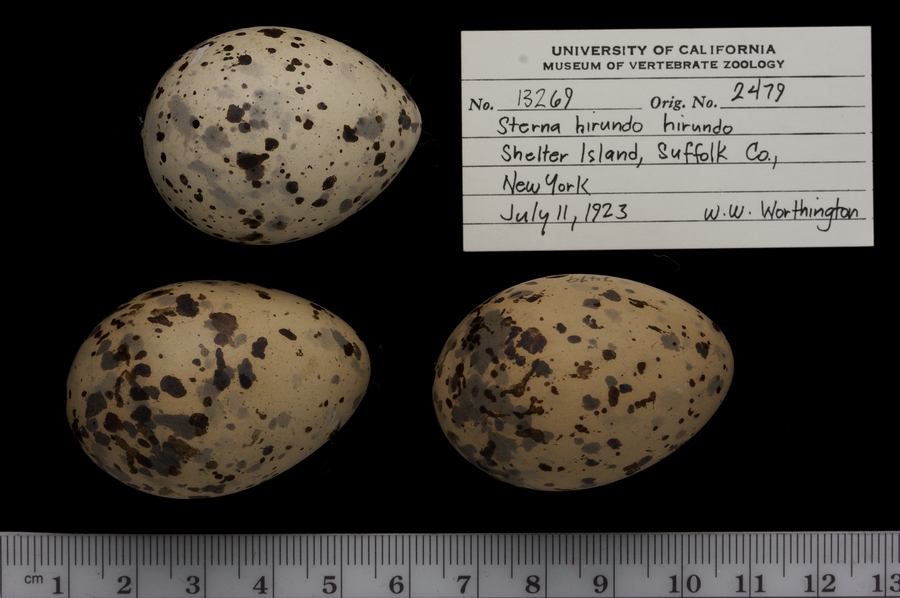 UNIVERSITY OF CALIFORNIA
MUSEUM OF VERTEBRATE ZOOLOGY
No. 13269 Orig. No. 2479
Sterna hirundo hirundo
Shelter Island, Suffolk Co.,
New York
July 11, 1923 W.W. Worthington
cm 1 2 3 4 5 6 7 8 9 10 11 12 13